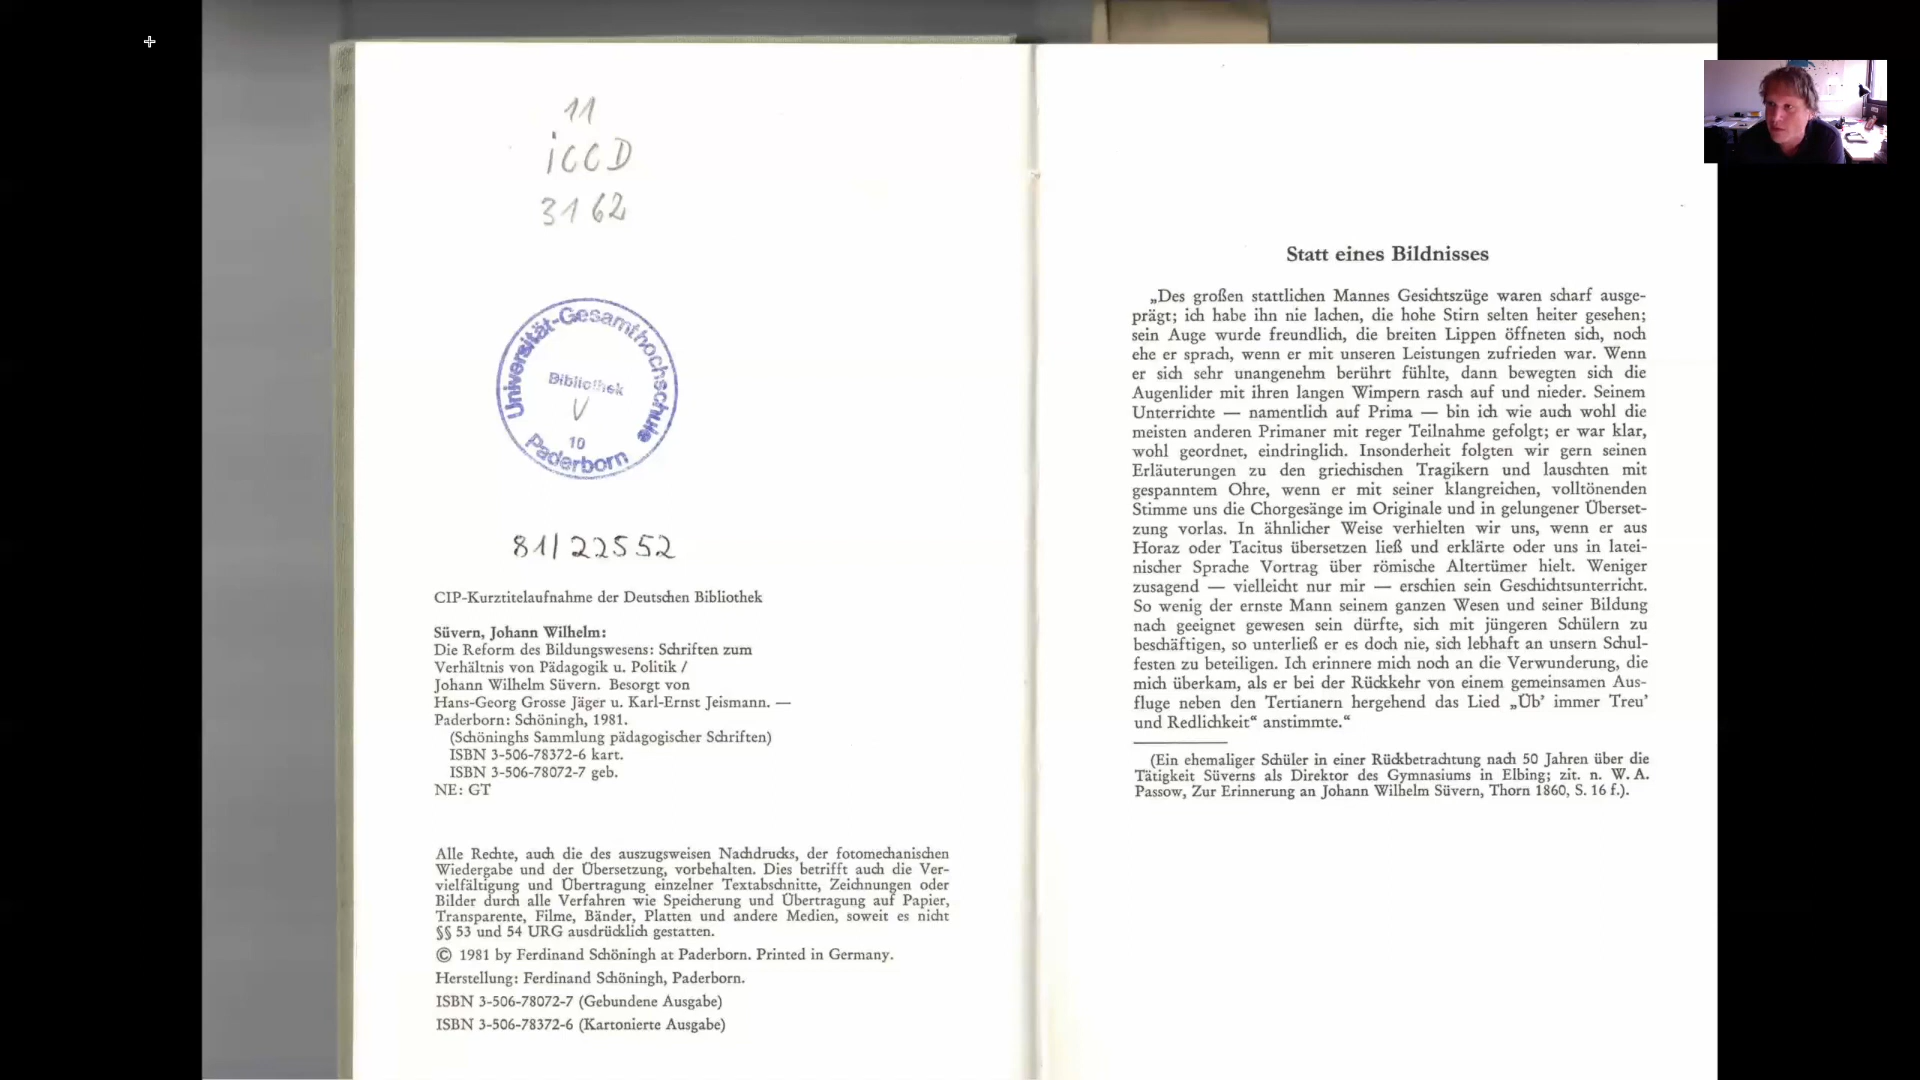 11
iCCD
3162
Universität-Gesamthochschule
Bibliothek
V
10
Paderborn
81/22552
CIP-Kurztitelaufnahme der Deutschen Bibliothek
Süvern, Johann Wilhelm:
Die Reform des Bildungswesens: Schriften zum
Verhältnis von Pädagogik u. Politik /
Johann Wilhelm Süvern. Besorgt von
Hans-Georg Grosse Jäger u. Karl-Ernst Jeismann. —
Paderborn: Schöningh, 1981.
(Schöninghs Sammlung pädagogischer Schriften)
ISBN 3-506-78372-6 kart.
ISBN 3-506-78072-7 geb.
NE: GT
Alle Rechte, auch die des auszugsweisen Nachdrucks, der fotomechanischen
Wiedergabe und der Übersetzung, vorbehalten. Dies betrifft auch die Ver-
vielfältigung und Übertragung einzelner Textabschnitte, Zeichnungen oder
Bilder durch alle Verfahren wie Speicherung und Übertragung auf Papier,
Transparente, Filme, Bänder, Platten und andere Medien, soweit es nicht
§§ 53 und 54 URG ausdrücklich gestatten.
© 1981 by Ferdinand Schöningh at Paderborn. Printed in Germany.
Herstellung: Ferdinand Schöningh, Paderborn.
ISBN 3-506-78072-7 (Gebundene Ausgabe)
ISBN 3-506-78372-6 (Kartonierte Ausgabe)
Statt eines Bildnisses
„Des großen stattlichen Mannes Gesichtszüge waren scharf ausge-
prägt; ich habe ihn nie lachen, die hohe Stirn selten heiter gesehen;
sein Auge wurde freundlich, die breiten Lippen öffneten sich, noch
ehe er sprach, wenn er mit unseren Leistungen zufrieden war. Wenn
er sich sehr unangenehm berührt fühlte, dann bewegten sich die
Augenlider mit ihren langen Wimpern rasch auf und nieder. Seinem
Unterrichte — namentlich auf Prima — bin ich wie auch wohl die
meisten anderen Primaner mit reger Teilnahme gefolgt; er war klar,
wohl geordnet, eindringlich. Insonderheit folgten wir gern seinen
Erläuterungen zu den griechischen Tragikern und lauschten mit
gespanntem Ohre, wenn er mit seiner klangreichen, volltönenden
Stimme uns die Chorgesänge im Originale und in gelungener Überset-
zung vorlas. In ähnlicher Weise verhielten wir uns, wenn er aus
Horaz oder Tacitus übersetzen ließ und erklärte oder uns in latei-
nischer Sprache Vortrag über römische Altertümer hielt. Weniger
zusagend — vielleicht nur mir — erschien sein Geschichtsunterricht.
So wenig der ernste Mann seinem ganzen Wesen und seiner Bildung
nach geeignet gewesen sein dürfte, sich mit jüngeren Schülern zu
beschäftigen, so unterließ er es doch nie, sich lebhaft an unsern Schul-
festen zu beteiligen. Ich erinnere mich noch an die Verwunderung, die
mich überkam, als er bei der Rückkehr von einem gemeinsamen Aus-
fluge neben den Tertianern hergehend das Lied „Üb’ immer Treu’
und Redlichkeit“ anstimmte.“
(Ein ehemaliger Schüler in einer Rückbetrachtung nach 50 Jahren über die
Tätigkeit Süverns als Direktor des Gymnasiums in Elbing; zit. n. W. A.
Passow, Zur Erinnerung an Johann Wilhelm Süvern, Thorn 1860, S. 16 f.).